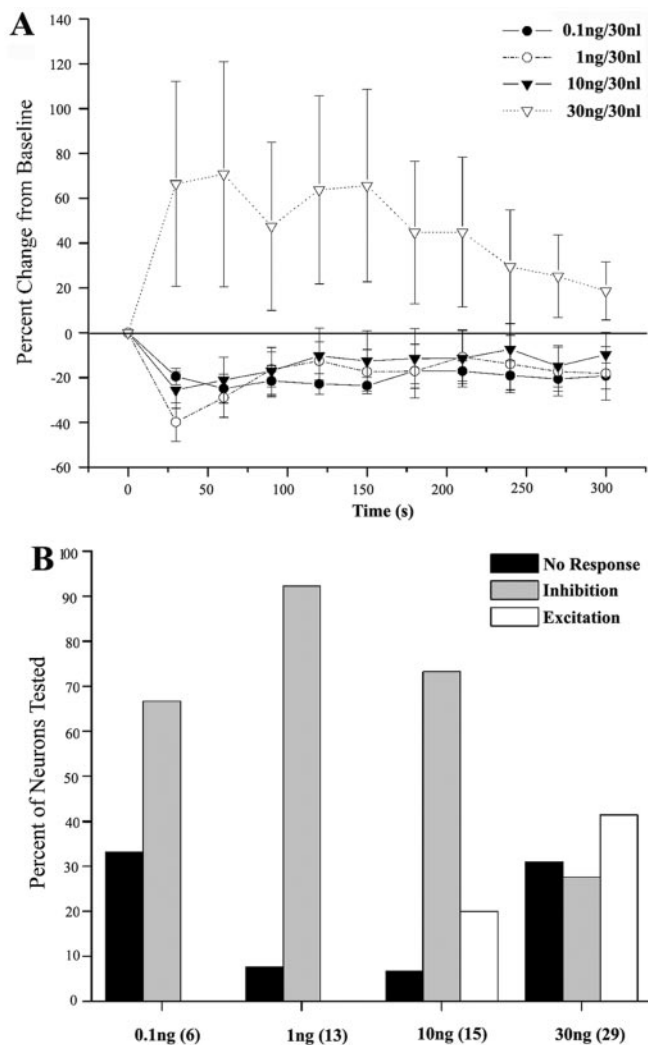 A
140
120
100
80
60
40
20
0
-20
-40
-60
Percent Change from Baseline
0.1ng/30nl
1ng/30nl
10ng/30nl
30ng/30nl
0 50 100 150 200 250 300
Time (s)
B
100
90
80
70
60
50
40
30
20
10
0
Percent of Neurons Tested
No Response
Inhibition
Excitation
0.1ng (6) 1ng (13) 10ng (15) 30ng (29)